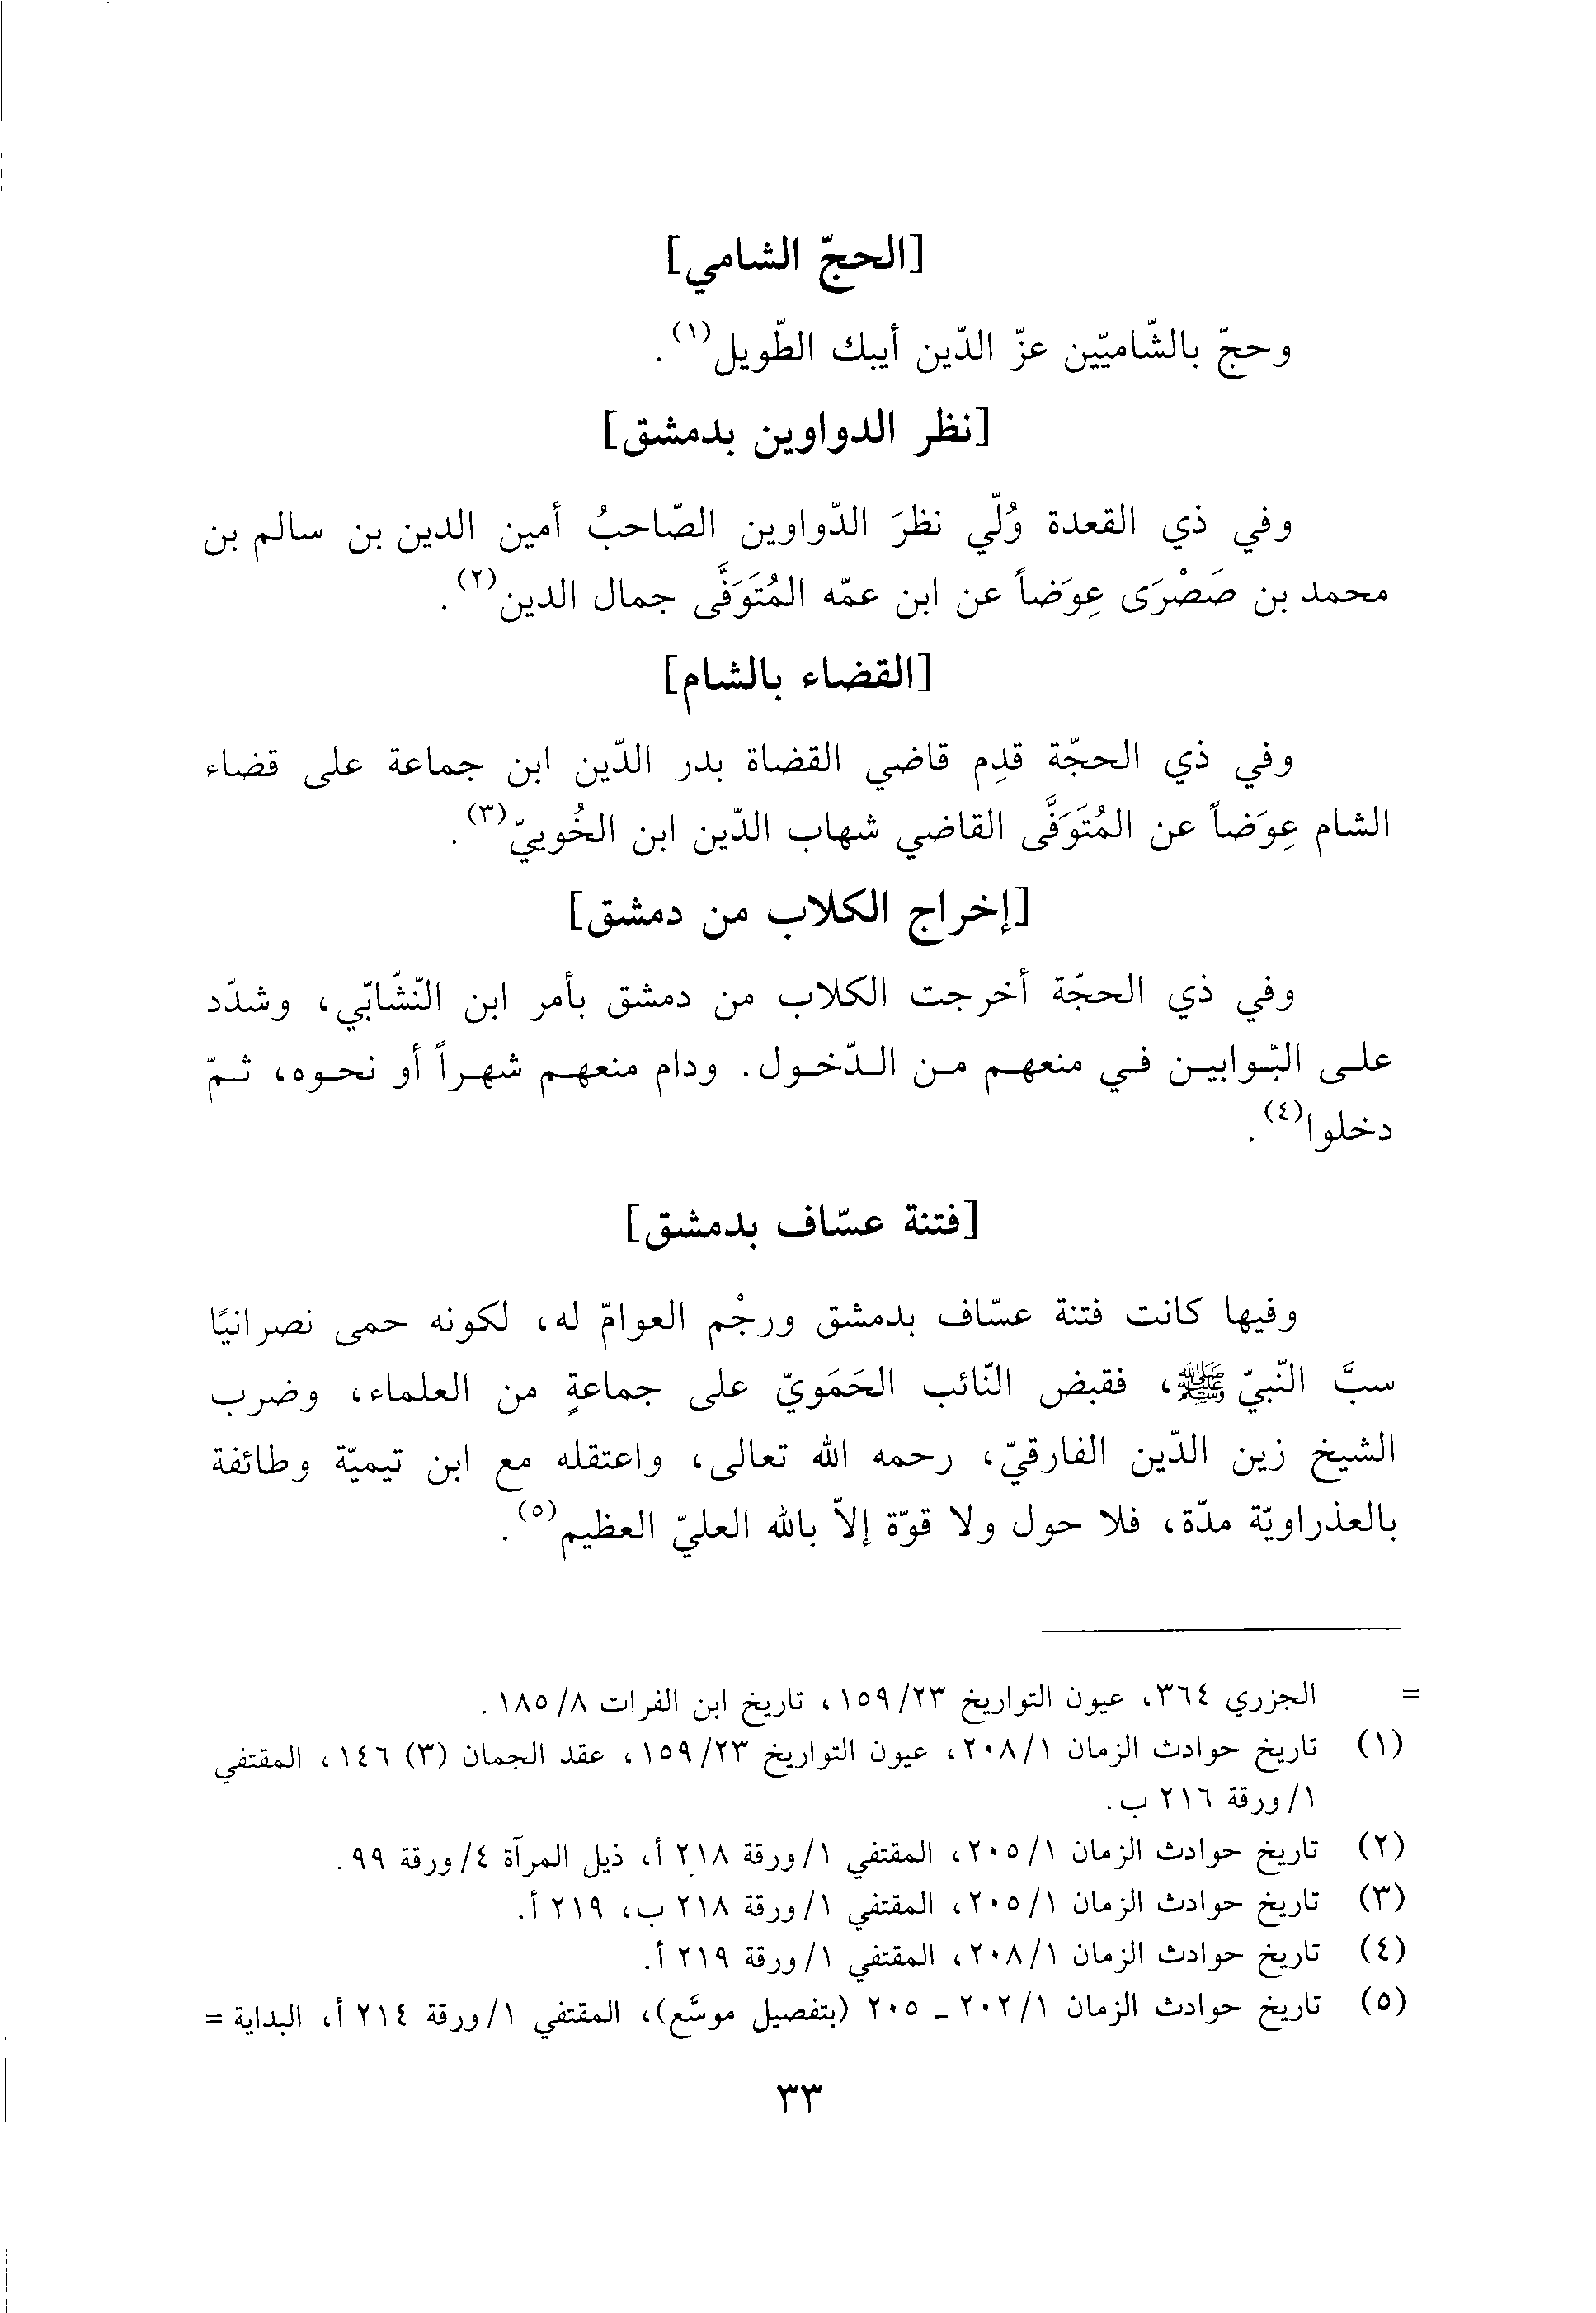 [الحجّ الشامي]
وحجّ بالشّاميّين عزّ الدّين أيبك الطّويل(١).
[نظر الدواوين بدمشق]
وفي ذي القعدة وُلّي نظرَ الدّواوين الصّاحبُ أمين الدين بن سالم بن
محمد بن صَصْرَى عِوَضاً عن ابن عمّه المُتَوَفَّى جمال الدين(٢).
[القضاء بالشام]
وفي ذي الحجّة قدِم قاضي القضاة بدر الدّين ابن جماعة على قضاء
الشام عِوَضاً عن المُتَوَفَّى القاضي شهاب الدّين ابن الخُوييّ(٣).
[إخراج الكلاب من دمشق]
وفي ذي الحجّة أخرجت الكلاب من دمشق بأمر ابن النّشّابّي، وشدّد
على البّوابين في منعهم من الدّخول. ودام منعهم شهراً أو نحوه، ثمّ
دخلوا(٤).
[فتنة عسّاف بدمشق]
وفيها كانت فتنة عسّاف بدمشق ورجْم العوامّ له، لكونه حمى نصرانيًا
سبَّ النّبيّ ﷺ، فقبض النّائب الحَمَويّ على جماعةٍ من العلماء، وضرب
الشيخ زين الدّين الفارقيّ، رحمه الله تعالى، واعتقله مع ابن تيميّة وطائفة
بالعذراويّة مدّة، فلا حول ولا قوّة إلاّ بالله العليّ العظيم(٥).
= الجزري ٣٦٤، عيون التواريخ ٢٣/١٥٩، تاريخ ابن الفرات ٨/١٨٥.
(١) تاريخ حوادث الزمان ١/٢٠٨، عيون التواريخ ٢٣/١٥٩، عقد الجمان (٣) ١٤٦، المقتفي
١/ورقة ٢١٦ ب.
(٢) تاريخ حوادث الزمان ١/٢٠٥، المقتفي ١/ورقة ٢١٨ أ، ذيل المرآة ٤/ورقة ٩٩.
(٣) تاريخ حوادث الزمان ١/٢٠٥، المقتفي ١/ورقة ٢١٨ ب، ٢١٩ أ.
(٤) تاريخ حوادث الزمان ١/٢٠٨، المقتفي ١/ورقة ٢١٩ أ.
(٥) تاريخ حوادث الزمان ١/٢٠٢ ـ ٢٠٥ (بتفصيل موسَّع)، المقتفي ١/ورقة ٢١٤ أ، البداية =
٣٣